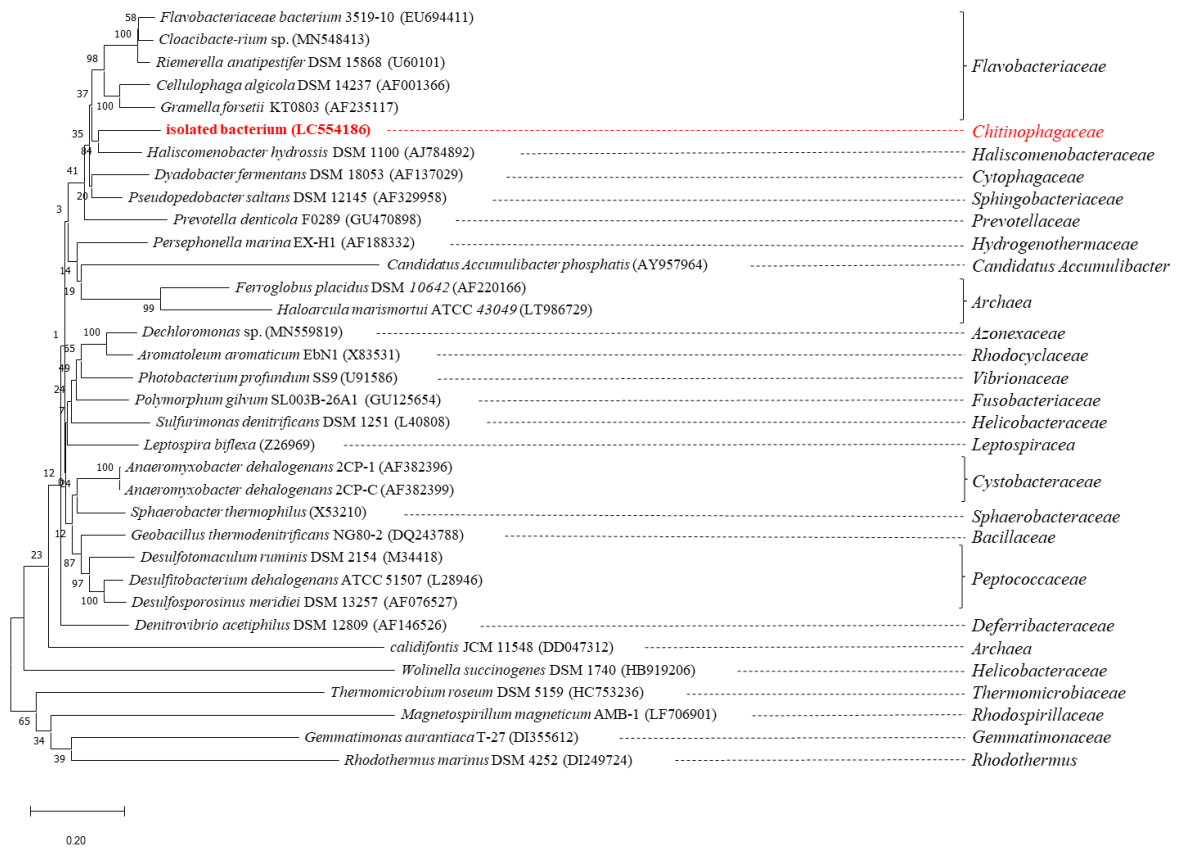 58 Flavobacteriaceae bacterium 3519-10 (EU694411)
100 Cloacibacte-rium sp. (MN548413)
98 Riemerella anatipestifer DSM 15868 (U60101) Flavobacteriaceae
37 Cellulophaga algicola DSM 14237 (AF001366)
100 Gramella forsetii KT0803 (AF235117)
35 isolated bacterium (LC554186) Chitinophagaceae
84 Haliscomenobacter hydrossis DSM 1100 (AJ784892) Haliscomenobacteraceae
41 Dyadobacter fermentans DSM 18053 (AF137029) Cytophagaceae
20 Pseudopedobacter saltans DSM 12145 (AF329958) Sphingobacteriaceae
3 Prevotella denticola F0289 (GU470898) Prevotellaceae
Persephonella marina EX-H1 (AF188332) Hydrogenothermaceae
14 Candidatus Accumulibacter phosphatis (AY957964) Candidatus Accumulibacter
19 Ferroglobus placidus DSM 10642 (AF220166) Archaea
99 Haloarcula marismortui ATCC 43049 (LT986729)
1 100 Dechloromonas sp. (MN559819) Azonexaceae
65 Aromatoleum aromaticum EbN1 (X83531) Rhodocyclaceae
49 Photobacterium profundum SS9 (U91586) Vibrionaceae
24 Polymorphum gilvum SL003B-26A1 (GU125654) Fusobacteriaceae
7 Sulfurimonas denitrificans DSM 1251 (L40808) Helicobacteraceae
Leptospira biflexa (Z26969) Leptospiracea
12 100 Anaeromyxobacter dehalogenans 2CP-1 (AF382396) Cystobacteraceae
Anaeromyxobacter dehalogenans 2CP-C (AF382399)
Sphaerobacter thermophilus (X53210) Sphaerobacteraceae
12 Geobacillus thermodenitrificans NG80-2 (DQ243788) Bacillaceae
23 87 Desulfotomaculum ruminis DSM 2154 (M34418)
97 Desulfitobacterium dehalogenans ATCC 51507 (L28946) Peptococcaceae
100 Desulfosporosinus meridiei DSM 13257 (AF076527)
Denitrovibrio acetiphilus DSM 12809 (AF146526) Deferribacteraceae
calidifontis JCM 11548 (DD047312) Archaea
Wolinella succinogenes DSM 1740 (HB919206) Helicobacteraceae
Thermomicrobium roseum DSM 5159 (HC753236) Thermomicrobiaceae
65 Magnetospirillum magneticum AMB-1 (LF706901) Rhodospirillaceae
34 Gemmatimonas aurantiaca T-27 (DI355612) Gemmatimonaceae
39 Rhodothermus marinus DSM 4252 (DI249724) Rhodothermus
0.20